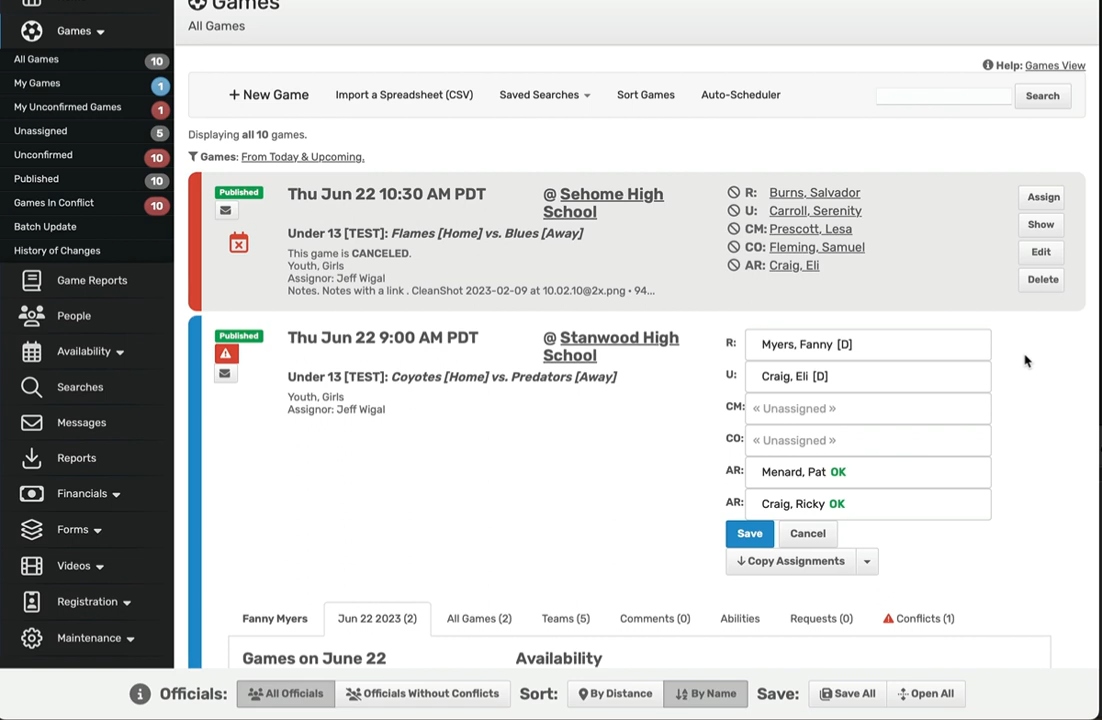 Games
All Games 10
My Games 1
My Unconfirmed Games 1
Unassigned 5
Unconfirmed 10
Published 10
Games In Conflict 10
Batch Update
History of Changes
Game Reports
People
Availability
Searches
Messages
Reports
Financials
Forms
Videos
Registration
Maintenance
Games
All Games
Help: Games View
+ New Game Import a Spreadsheet (CSV) Saved Searches Sort Games Auto-Scheduler Search
Displaying all 10 games.
Games: From Today & Upcoming.
Published
Thu Jun 22 10:30 AM PDT
@ Sehome High
School
Under 13 [TEST]: Flames [Home] vs. Blues [Away]
This game is CANCELED.
Youth, Girls
Assignor: Jeff Wigal
Notes. Notes with a link . CleanShot 2023-02-09 at 10.02.10@2x.png • 94...
R: Burns, Salvador
U: Carroll, Serenity
CM: Prescott, Lesa
CO: Fleming, Samuel
AR: Craig, Eli
Assign
Show
Edit
Delete
Published
Thu Jun 22 9:00 AM PDT
@ Stanwood High
School
Under 13 [TEST]: Coyotes [Home] vs. Predators [Away]
Youth, Girls
Assignor: Jeff Wigal
R: Myers, Fanny [D]
U: Craig, Eli [D]
CM: « Unassigned »
CO: « Unassigned »
AR: Menard, Pat OK
AR: Craig, Ricky OK
Save Cancel
Copy Assignments
Fanny Myers Jun 22 2023 (2) All Games (2) Teams (5) Comments (0) Abilities Requests (0) Conflicts (1)
Games on June 22 Availability
Officials: All Officials Officials Without Conflicts Sort: By Distance By Name Save: Save All Open All